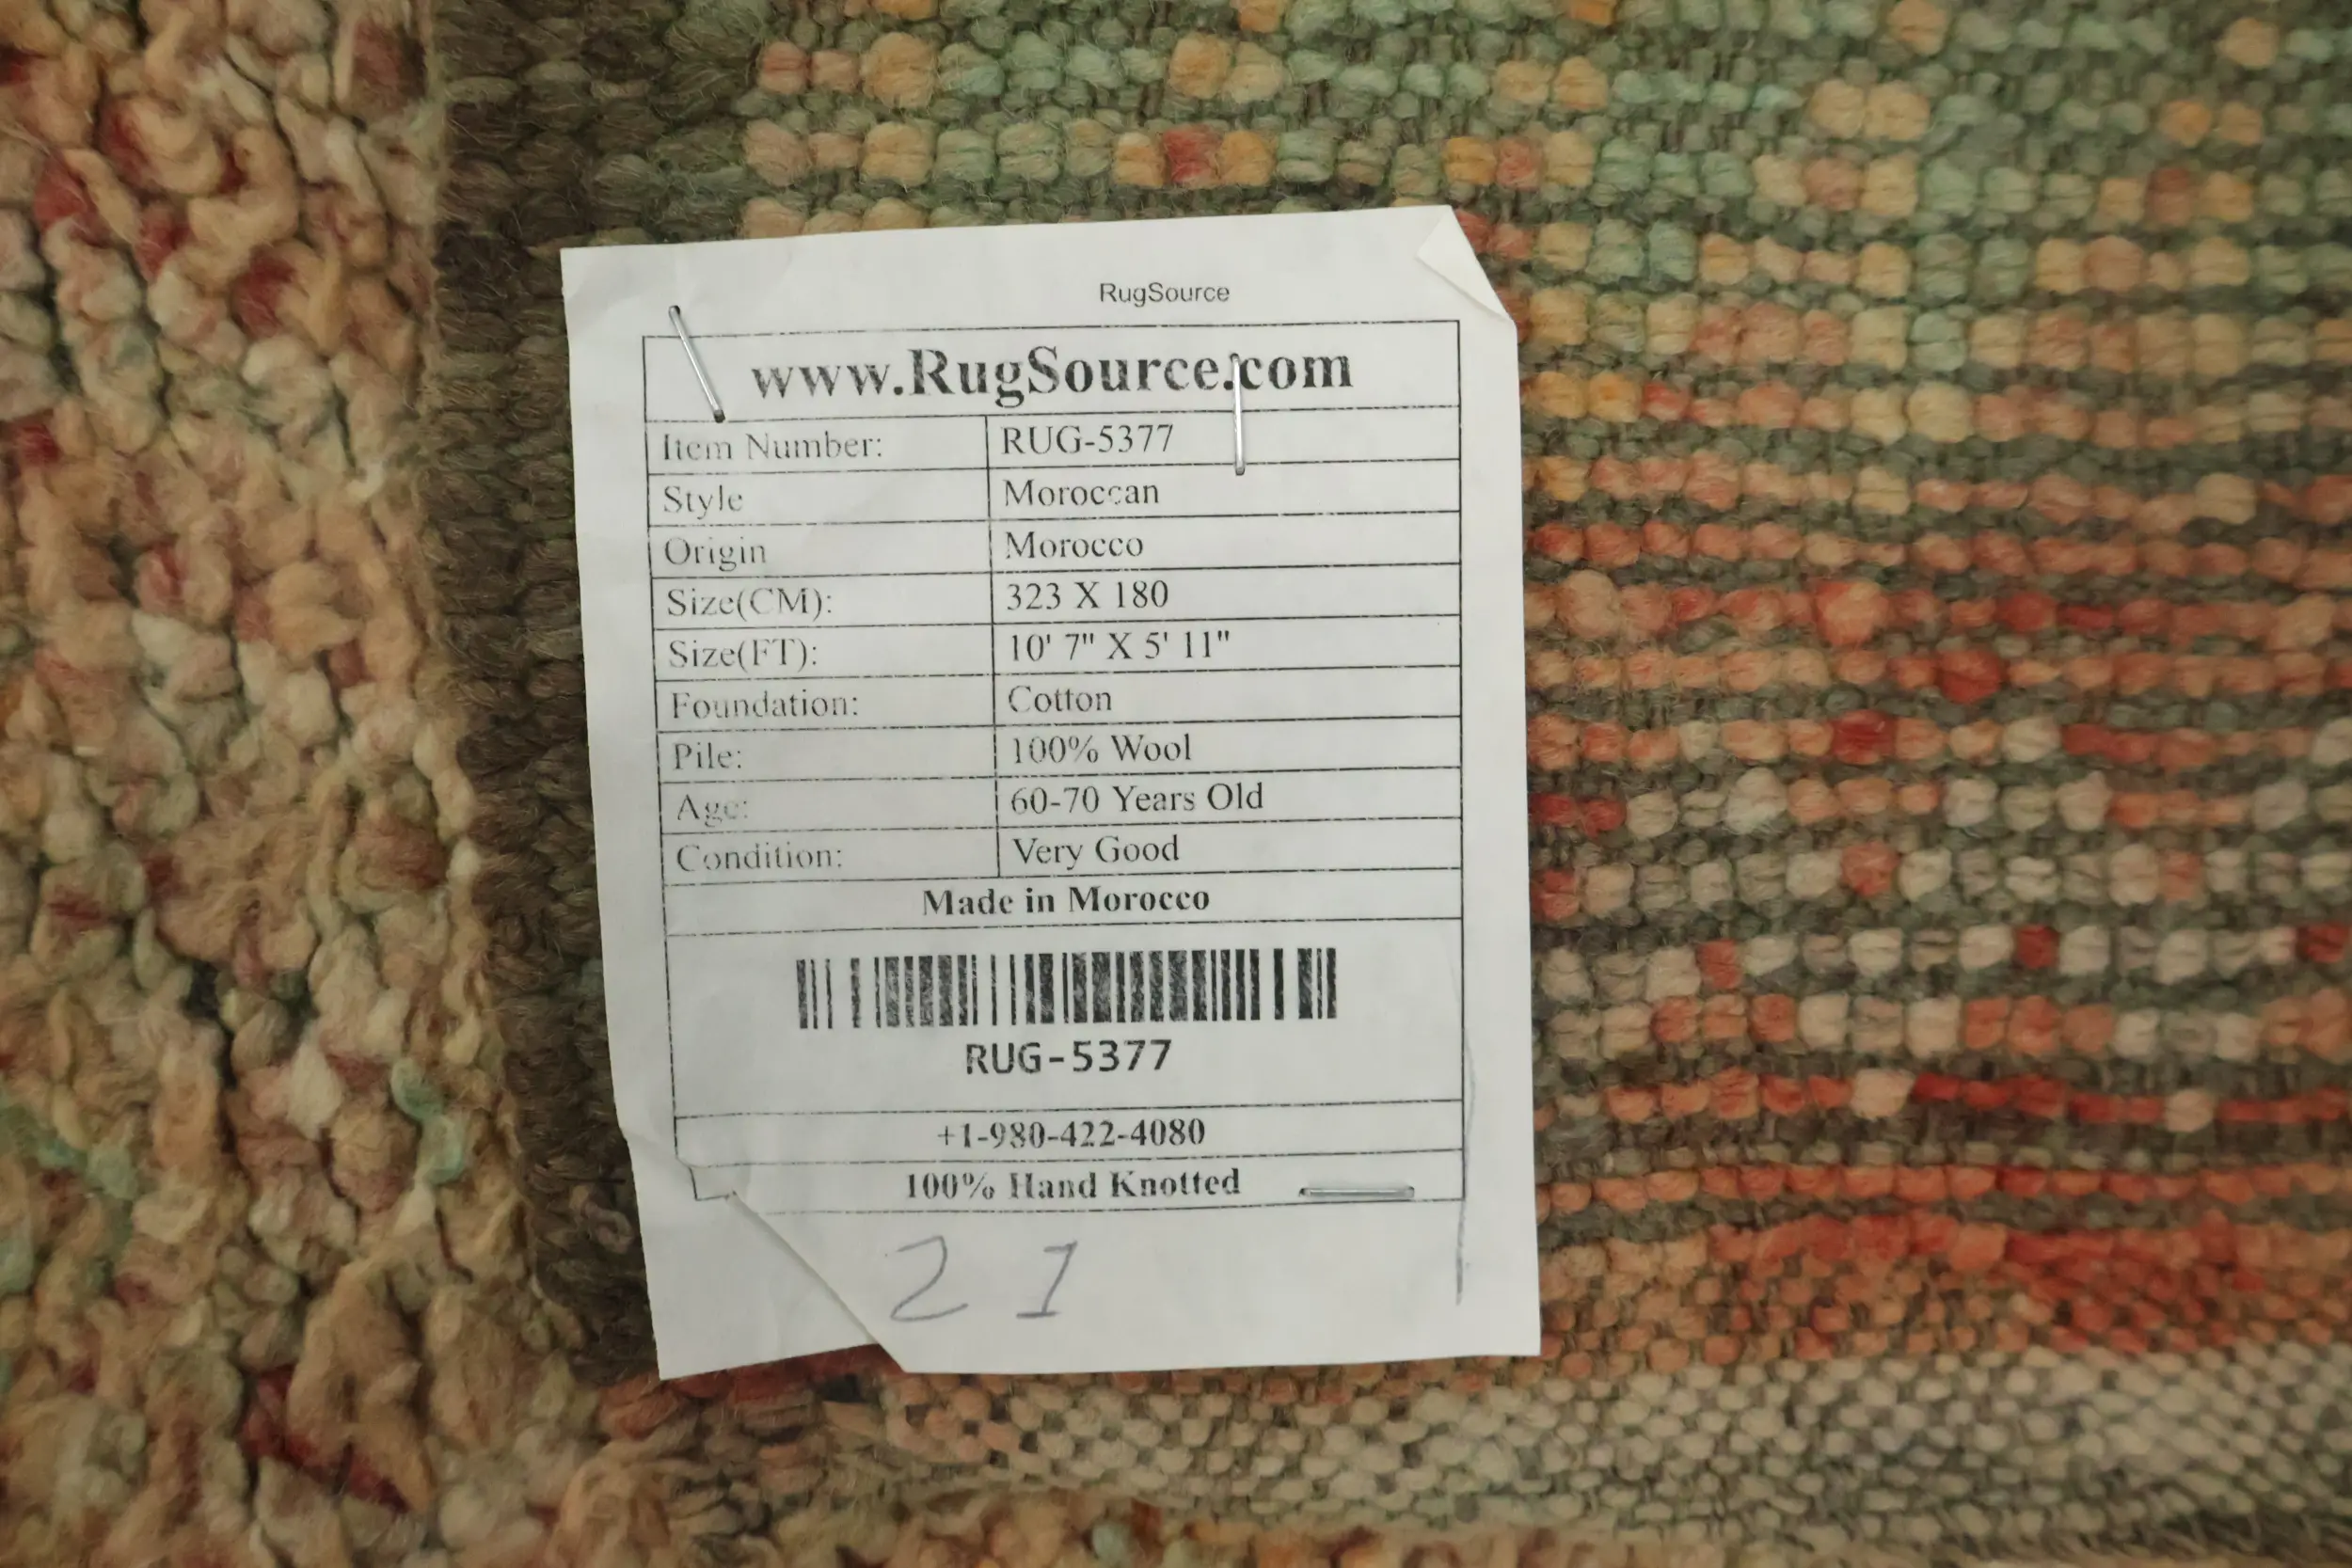 RugSource
www.RugSource.com
Item Number: RUG-5377
Style Moroccan
Origin Morocco
Size(CM): 323 X 180
Size(FT): 10' 7" X 5' 11"
Foundation: Cotton
Pile: 100% Wool
Age: 60-70 Years Old
Condition: Very Good
Made in Morocco
RUG-5377
+1-980-422-4080
100% Hand Knotted
21